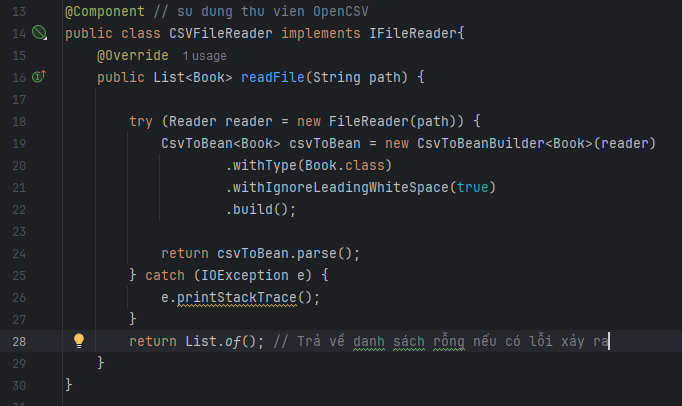 13 @Component // su dung thu vien OpenCSV
14 public class CSVFileReader implements IFileReader{
15 @Override 1 usage
16 public List<Book> readFile(String path) {
17
18 try (Reader reader = new FileReader(path)) {
19 CsvToBean<Book> csvToBean = new CsvToBeanBuilder<Book>(reader)
20 .withType(Book.class)
21 .withIgnoreLeadingWhiteSpace(true)
22 .build();
23
24 return csvToBean.parse();
25 } catch (IOException e) {
26 e.printStackTrace();
27 }
28 return List.of(); // Trả về danh sách rỗng nếu có lỗi xảy ra
29 }
30 }
31